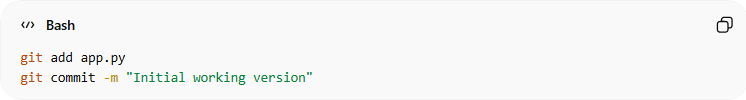 </> Bash
git add app.py
git commit -m "Initial working version"